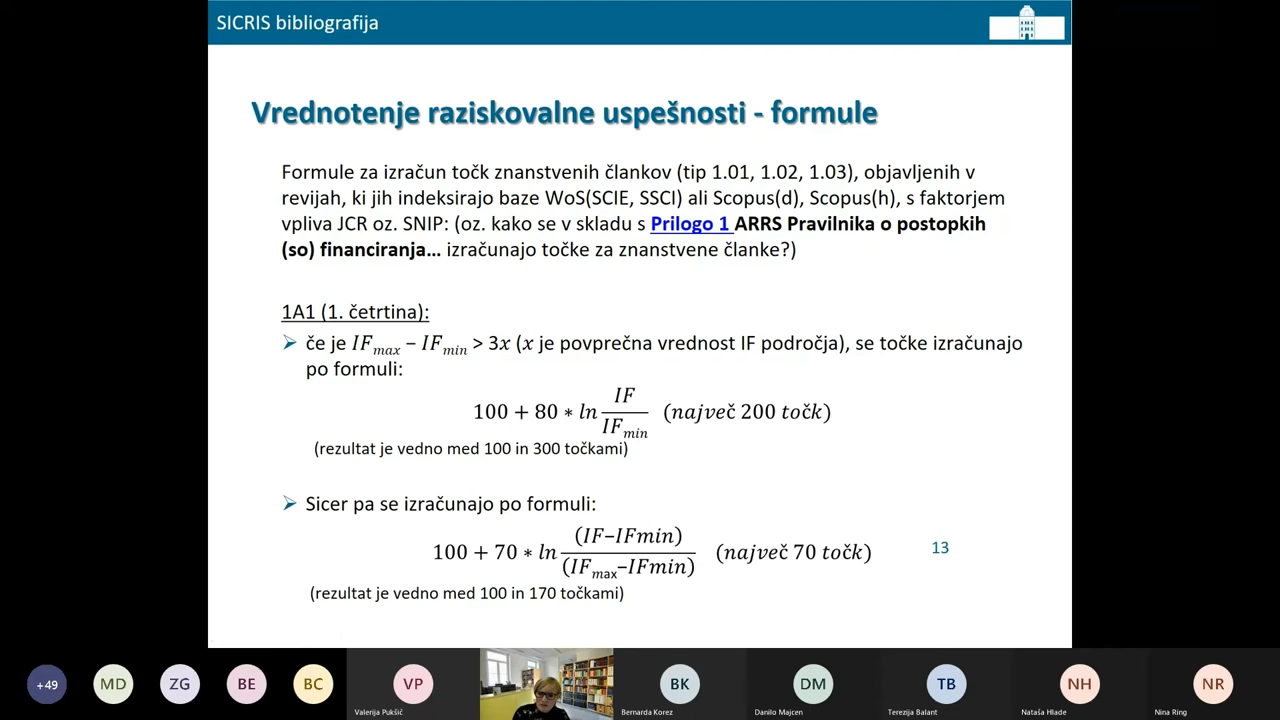 SICRIS bibliografija
Vrednotenje raziskovalne uspešnosti - formule
Formule za izračun točk znanstvenih člankov (tip 1.01, 1.02, 1.03), objavljenih v
revijah, ki jih indeksirajo baze WoS(SCIE, SSCI) ali Scopus(d), Scopus(h), s faktorjem
vpliva JCR oz. SNIP: (oz. kako se v skladu s Prilogo 1 ARRS Pravilnika o postopkih
(so) financiranja... izračunajo točke za znanstvene članke?)
1A1 (1. četrtina):
če je IFmax – IFmin > 3x (x je povprečna vrednost IF področja), se točke izračunajo
po formuli:
100 + 80 * ln IF/IFmin (največ 200 točk)
(rezultat je vedno med 100 in 300 točkami)
Sicer pa se izračunajo po formuli:
100 + 70 * ln (IF–IFmin)/(IFmax–IFmin) (največ 70 točk)
(rezultat je vedno med 100 in 170 točkami)
13
+49 MD ZG BE BC VP BK DM TB NH NR
Valerija Pukšič Bernarda Korez Danilo Majcen Terezija Balant Nataša Hlade Nina Ring